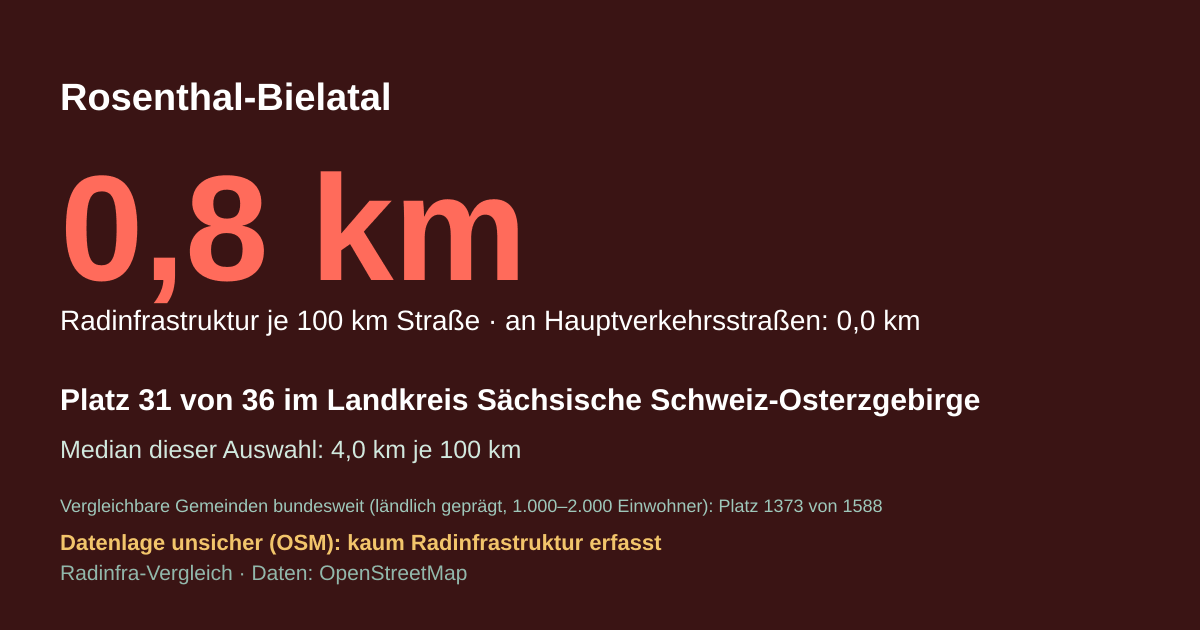 Rosenthal-Bielatal
0,8 km
Radinfrastruktur je 100 km Straße · an Hauptverkehrsstraßen: 0,0 km
Platz 31 von 36 im Landkreis Sächsische Schweiz-Osterzgebirge
Median dieser Auswahl: 4,0 km je 100 km
Vergleichbare Gemeinden bundesweit (ländlich geprägt, 1.000–2.000 Einwohner): Platz 1373 von 1588
Datenlage unsicher (OSM): kaum Radinfrastruktur erfasst
Radinfra-Vergleich · Daten: OpenStreetMap